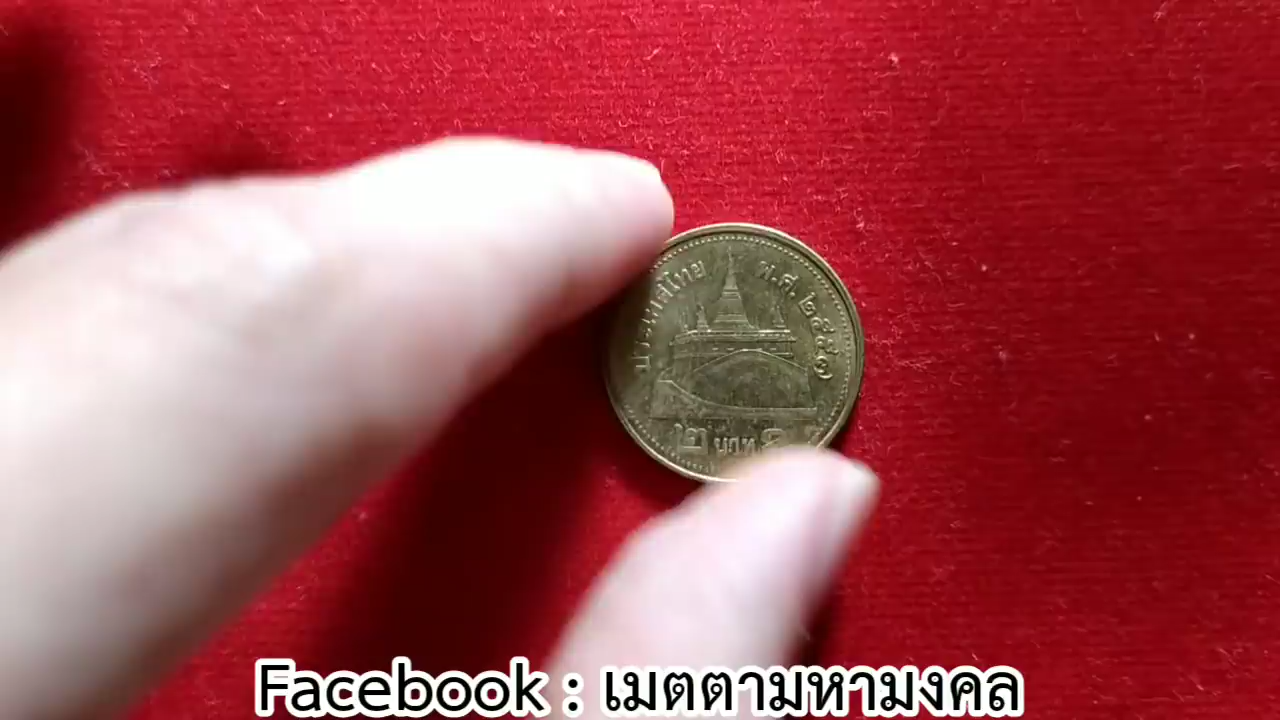 ประเทศไทย พ.ศ. ๒๕๕๗
๒ บาท
Facebook : เมตตามหามงคล